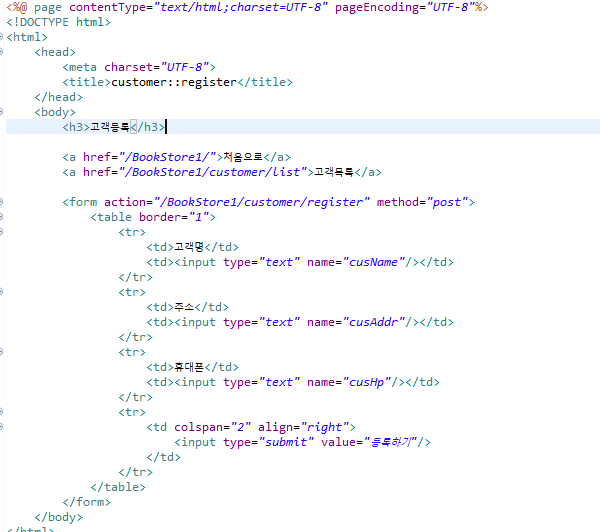 <%@ page contentType="text/html;charset=UTF-8" pageEncoding="UTF-8"%>
<!DOCTYPE html>
<html>
<head>
<meta charset="UTF-8">
<title>customer::register</title>
</head>
<body>
<h3>고객등록</h3>
<a href="/BookStore1/">처음으로</a>
<a href="/BookStore1/customer/list">고객목록</a>
<form action="/BookStore1/customer/register" method="post">
<table border="1">
<tr>
<td>고객명</td>
<td><input type="text" name="cusName"/></td>
</tr>
<tr>
<td>주소</td>
<td><input type="text" name="cusAddr"/></td>
</tr>
<tr>
<td>휴대폰</td>
<td><input type="text" name="cusHp"/></td>
</tr>
<tr>
<td colspan="2" align="right">
<input type="submit" value="등록하기"/>
</td>
</tr>
</table>
</form>
</body>
</html>